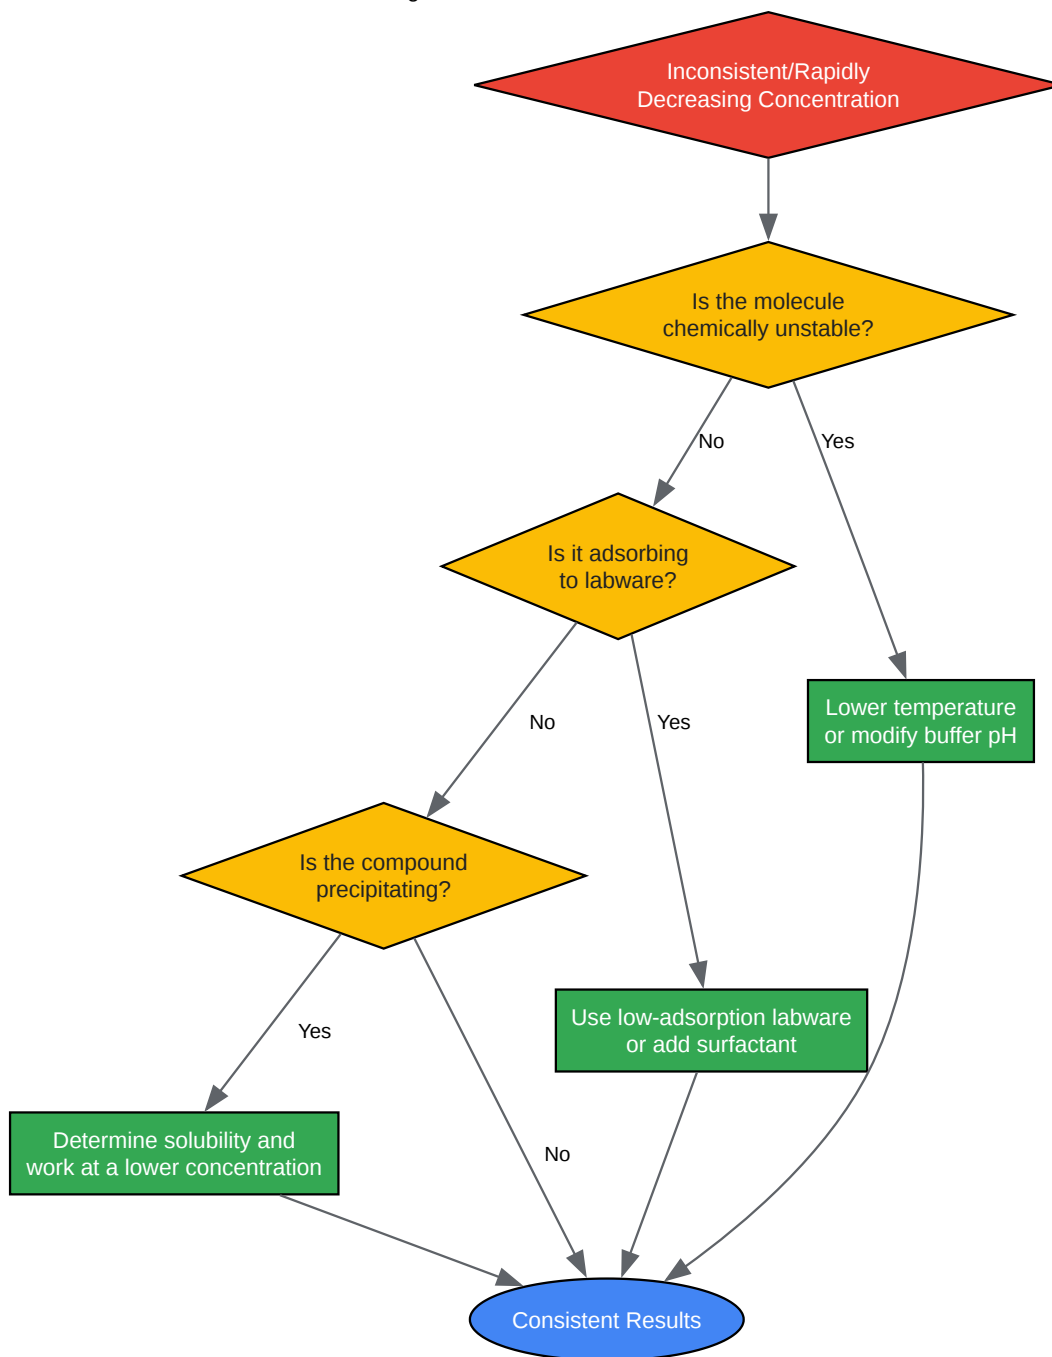 Inconsistent/Rapidly
Decreasing Concentration
Is the molecule
chemically unstable?
No
Yes
Is it adsorbing
to labware?
Lower temperature
or modify buffer pH
No
Yes
Is the compound
precipitating?
Use low-adsorption labware
or add surfactant
Yes
Determine solubility and
work at a lower concentration
No
Consistent Results